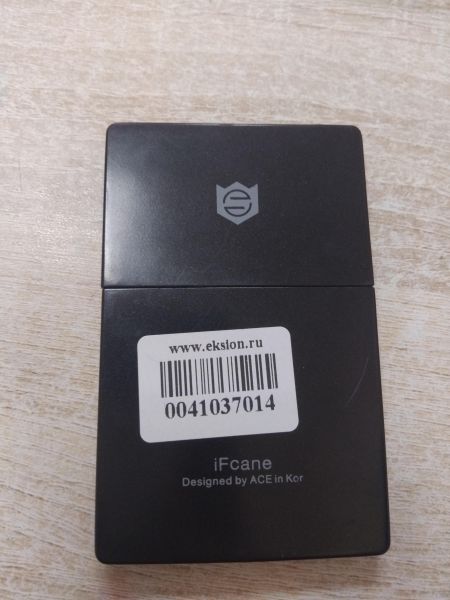 www.eksion.ru
0041037014
iFcane
Designed by ACE in Kor